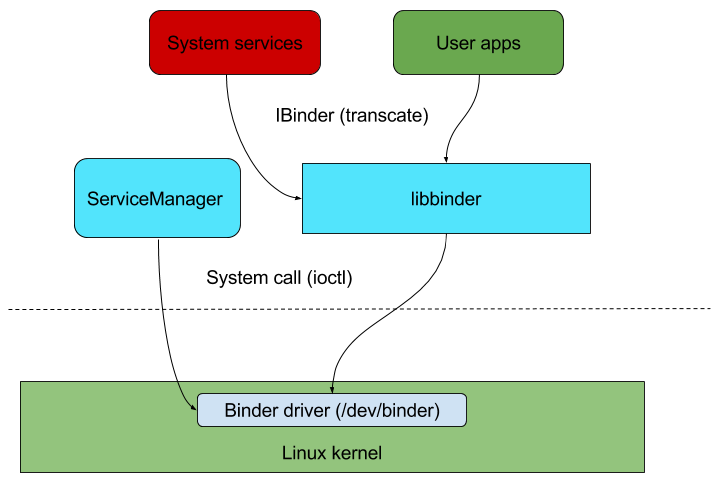 System services
User apps
IBinder (transcate)
ServiceManager
libbinder
System call (ioctl)
Binder driver (/dev/binder)
Linux kernel